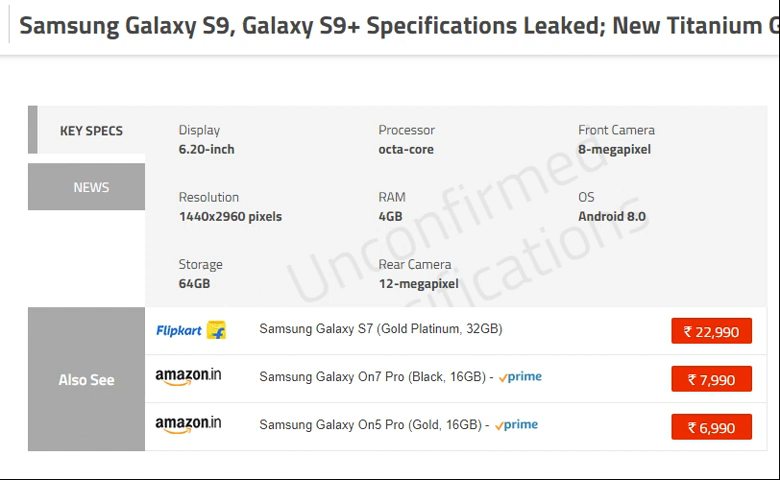 Samsung Galaxy S9, Galaxy S9+ Specifications Leaked; New Titanium
KEY SPECS
NEWS
Display
6.20-inch
Processor
octa-core
Front Camera
8-megapixel
Resolution
1440x2960 pixels
RAM
4GB
OS
Android 8.0
Storage
64GB
Rear Camera
12-megapixel
Unconfirmed
Also See
Flipkart
Samsung Galaxy S7 (Gold Platinum, 32GB)
₹ 22,990
amazon.in
Samsung Galaxy On7 Pro (Black, 16GB) - prime
₹ 7,990
amazon.in
Samsung Galaxy On5 Pro (Gold, 16GB) - prime
₹ 6,990